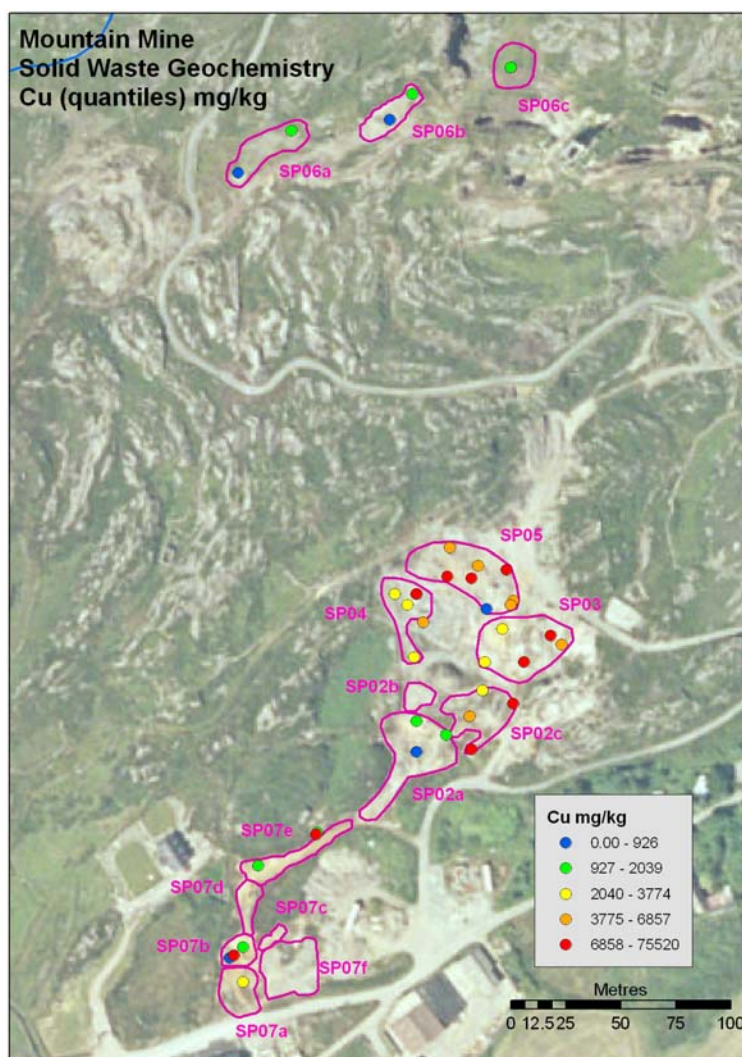 Mountain Mine
Solid Waste Geochemistry
Cu (quantiles) mg/kg
SP06c
SP06b
SP06a
SP05
SP04
SP03
SP02b
SP02c
SP02a
SP07e
SP07d
SP07c
SP07b
SP07f
SP07a
Cu mg/kg
0.00 - 926
927 - 2039
2040 - 3774
3775 - 6857
6858 - 75520
Metres
0 12.5 25 50 75 100